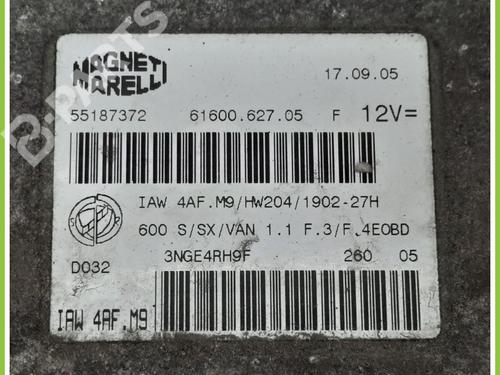 MAGNETI
MARELLI
17.09.05
55187372 61600.627.05 F 12V=
IAW 4AF.M9/HW204/1902-27H
600 S/SX/VAN 1.1 F.3/F.4EOBD
D032 3NGE4RH9F 260 05
IAW 4AF.M9